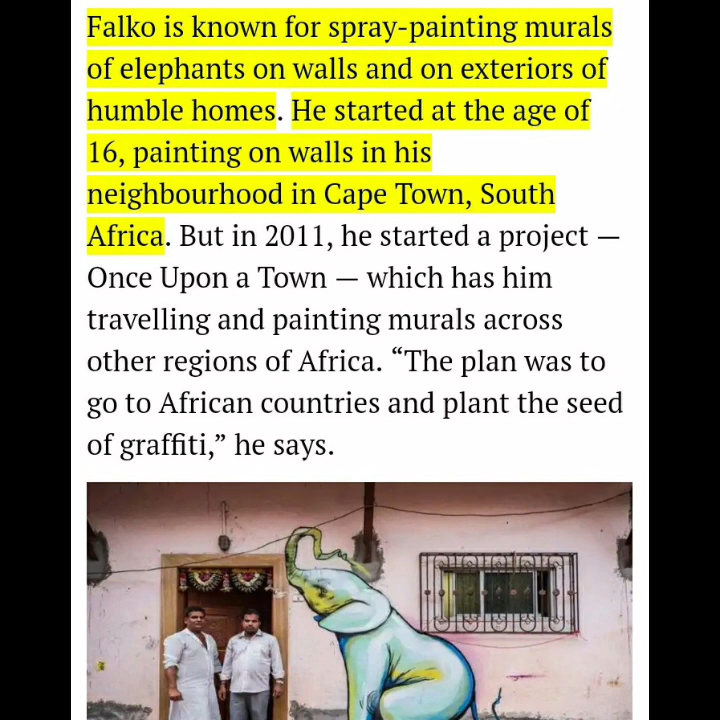 Falko is known for spray-painting murals
of elephants on walls and on exteriors of
humble homes. He started at the age of
16, painting on walls in his
neighbourhood in Cape Town, South
Africa. But in 2011, he started a project —
Once Upon a Town — which has him
travelling and painting murals across
other regions of Africa. “The plan was to
go to African countries and plant the seed
of graffiti,” he says.